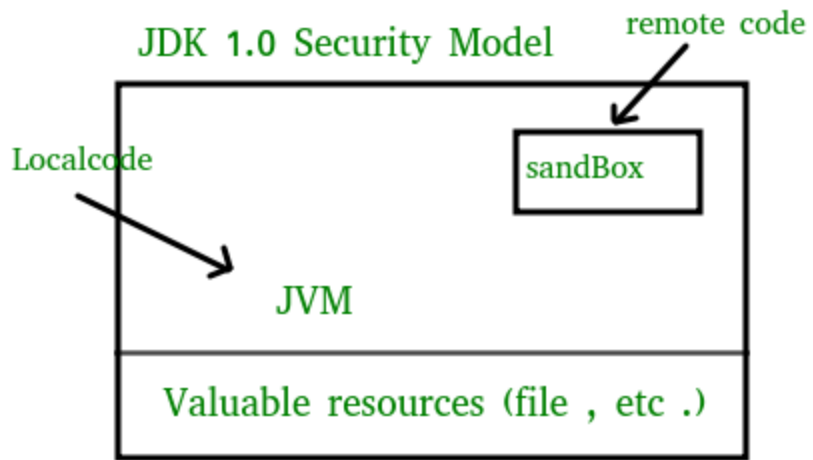 remote code
JDK 1.0 Security Model
Localcode
sandBox
JVM
Valuable resources (file , etc .)